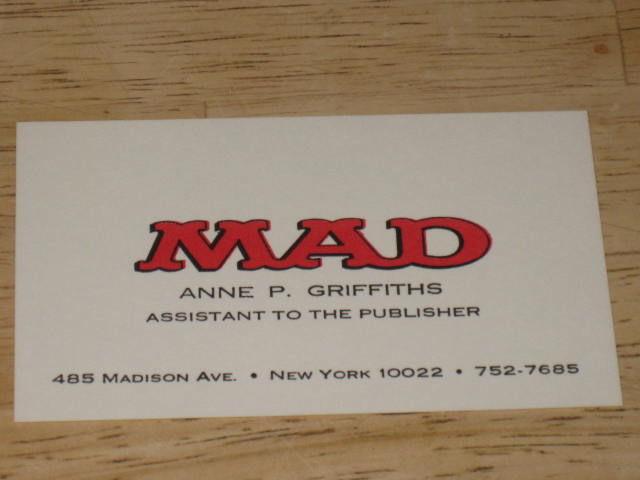 MAD
ANNE P. GRIFFITHS
ASSISTANT TO THE PUBLISHER
485 MADISON AVE. • NEW YORK 10022 • 752-7685